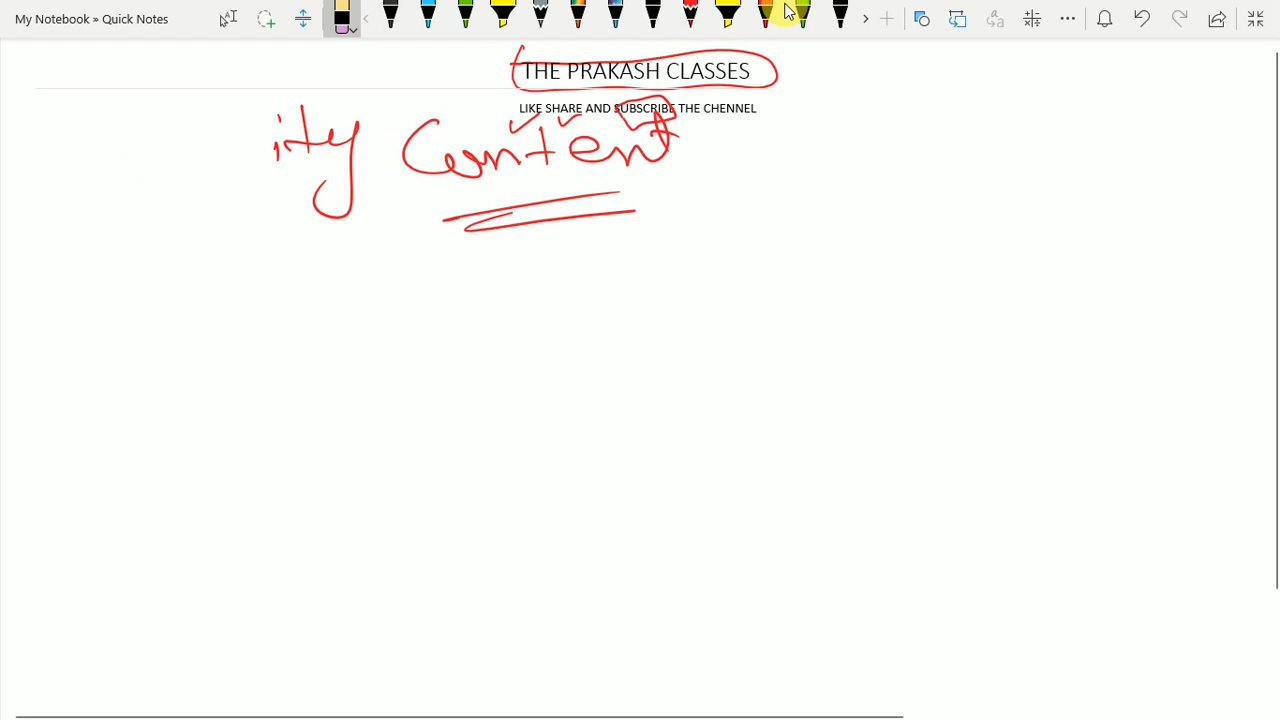 My Notebook » Quick Notes
THE PRAKASH CLASSES
LIKE SHARE AND SUBSCRIBE THE CHENNEL
ity Content